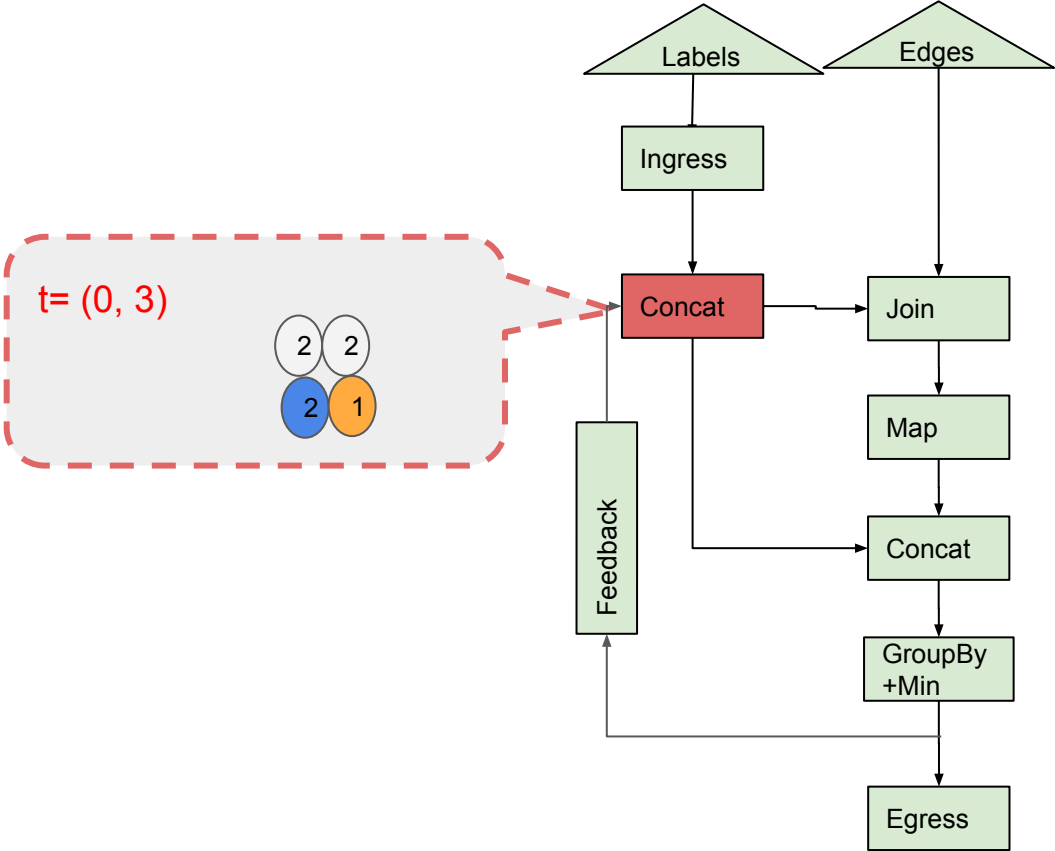 Labels
Edges
Ingress
t= (0, 3)
Concat
Join
2 2
2 1
Map
Feedback
Concat
GroupBy
+Min
Egress